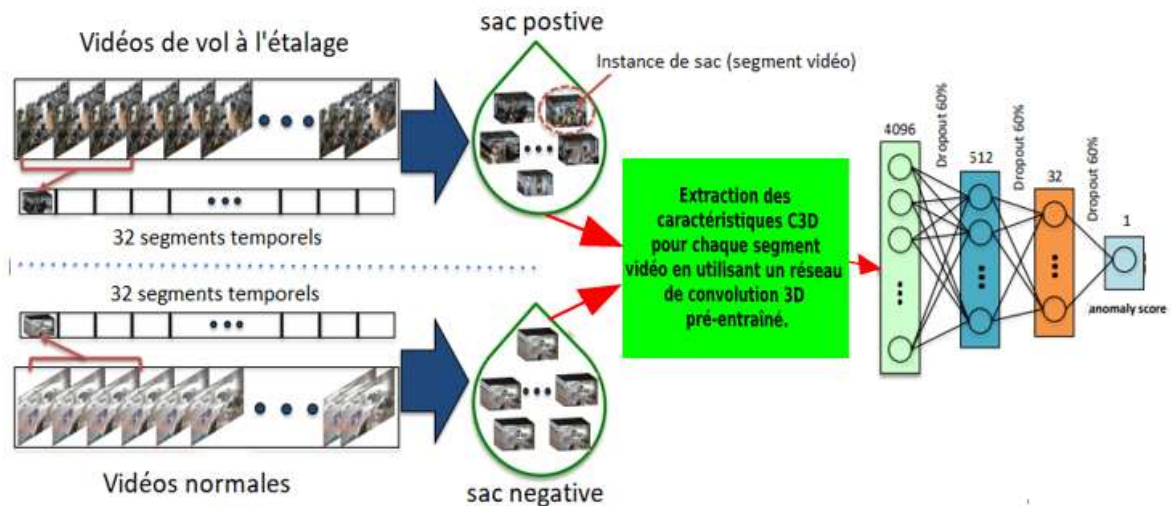 Vidéos de vol à l'étalage
32 segments temporels
32 segments temporels
Vidéos normales
sac postive
Instance de sac (segment vidéo)
sac negative
Extraction des
caractéristiques C3D
pour chaque segment
vidéo en utilisant un réseau
de convolution 3D
pré-entraîné.
4096
Dropout 60%
512
Dropout 60%
32
Dropout 60%
1
anomaly score